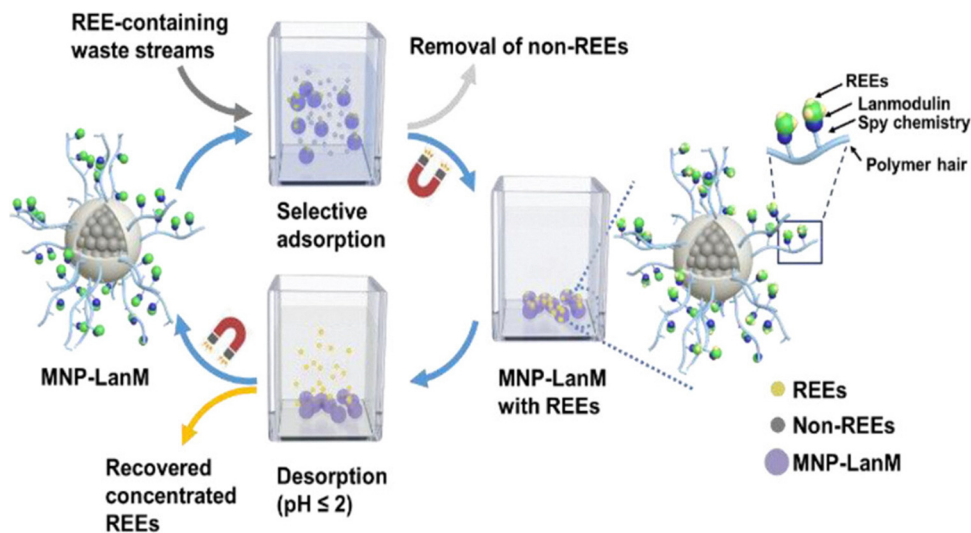 REE-containing
waste streams
Removal of non-REEs
REEs
Lanmodulin
Spy chemistry
Polymer hair
Selective
adsorption
MNP-LanM
MNP-LanM
with REEs
REEs
Non-REEs
MNP-LanM
Recovered
concentrated
REEs
Desorption
(pH ≤ 2)